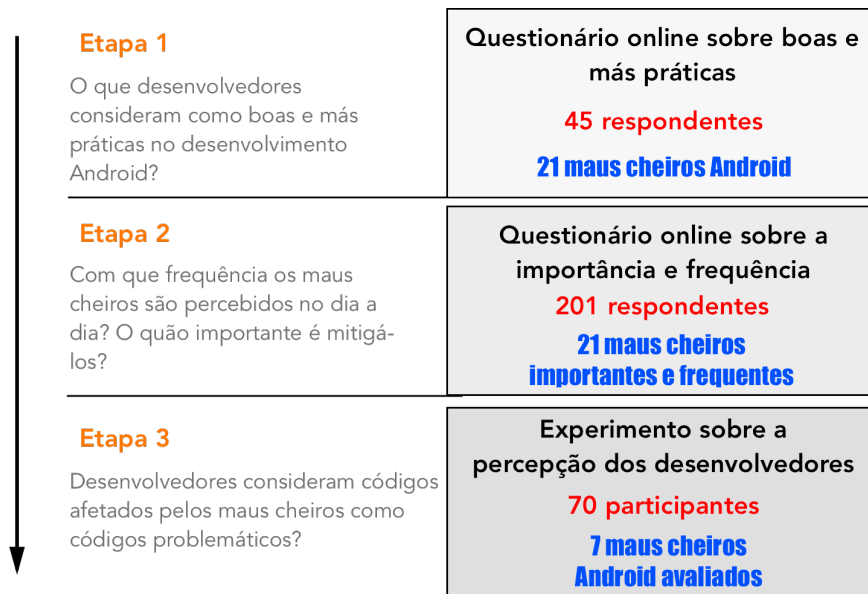 Etapa 1
O que desenvolvedores
consideram como boas e más
práticas no desenvolvimento
Android?
Questionário online sobre boas e
más práticas
45 respondentes
21 maus cheiros Android
Etapa 2
Com que frequência os maus
cheiros são percebidos no dia a
dia? O quão importante é mitigá-
los?
Questionário online sobre a
importância e frequência
201 respondentes
21 maus cheiros
importantes e frequentes
Etapa 3
Desenvolvedores consideram códigos
afetados pelos maus cheiros como
códigos problemáticos?
Experimento sobre a
percepção dos desenvolvedores
70 participantes
7 maus cheiros
Android avaliados